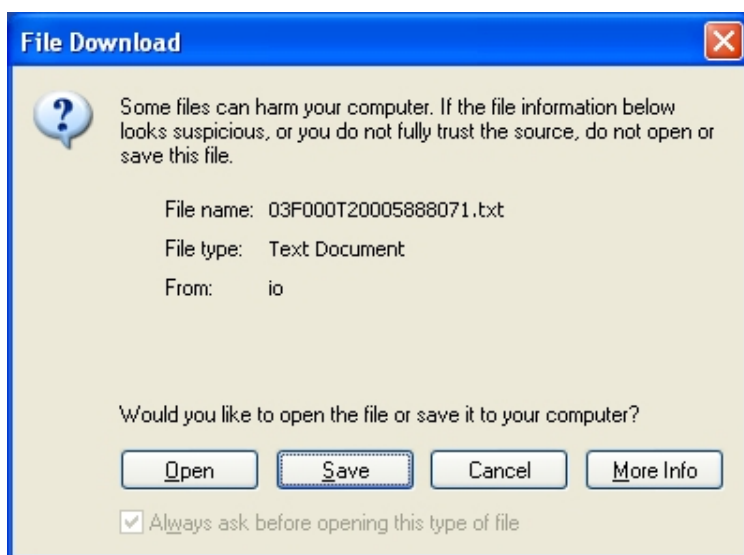 File Download
Some files can harm your computer. If the file information below
looks suspicious, or you do not fully trust the source, do not open or
save this file.
File name: 03F000T20005888071.txt
File type: Text Document
From: io
Would you like to open the file or save it to your computer?
Open Save Cancel More Info
Always ask before opening this type of file